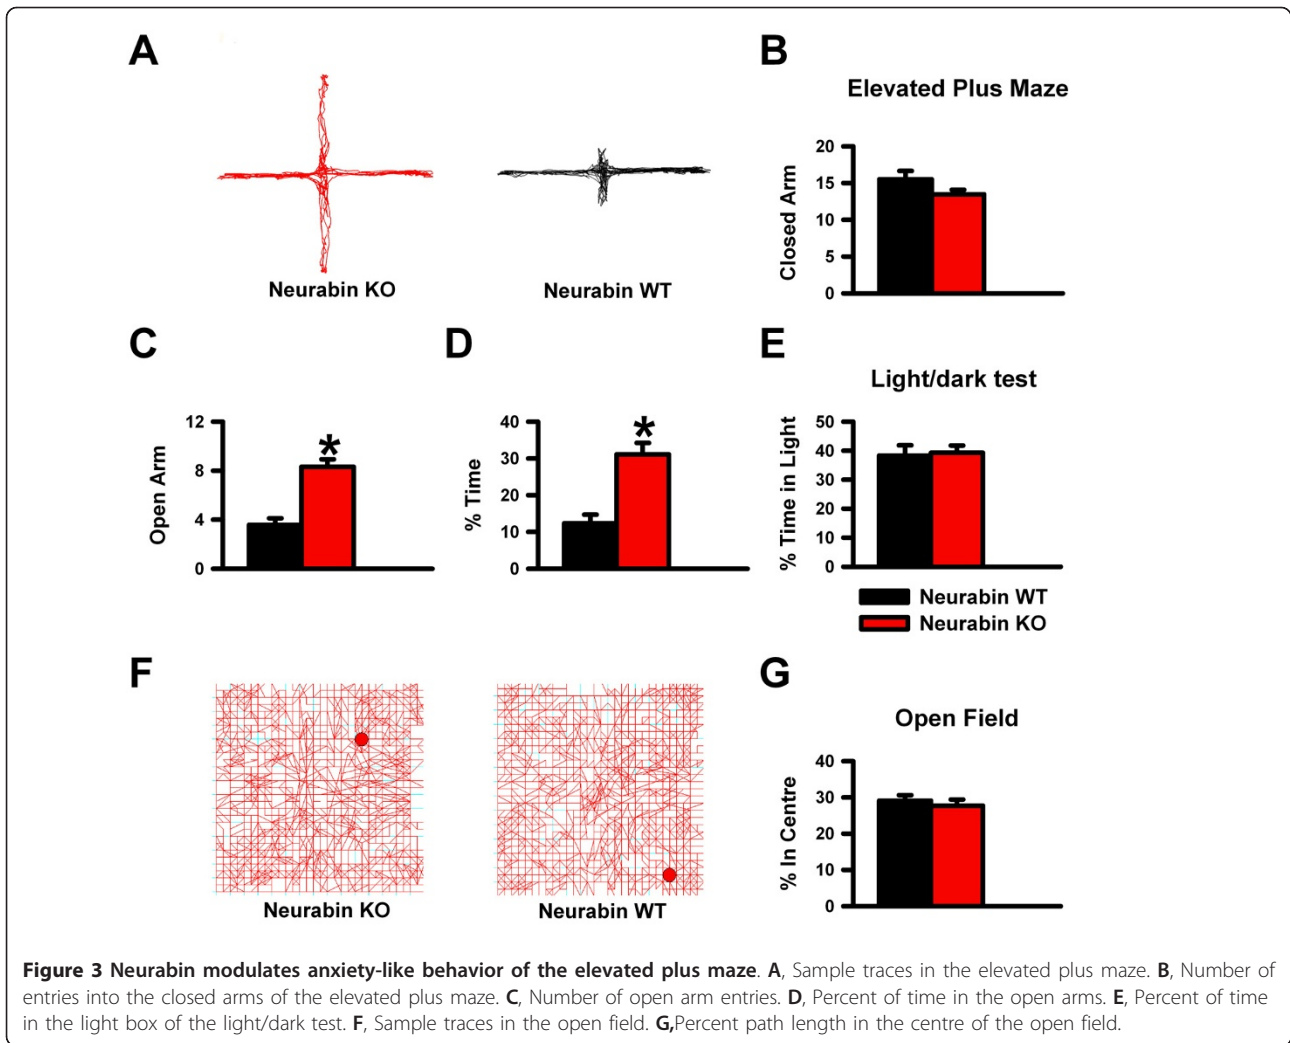 A
Neurabin KO
Neurabin WT
B
Elevated Plus Maze
Closed Arm
20
15
10
5
0
C
Open Arm
12
8
4
0
*
D
% Time
40
30
20
10
0
*
E
Light/dark test
% Time in Light
50
40
30
20
10
0
Neurabin WT
Neurabin KO
F
Neurabin KO
Neurabin WT
G
Open Field
% In Centre
40
30
20
10
0
Figure 3 Neurabin modulates anxiety-like behavior of the elevated plus maze. A, Sample traces in the elevated plus maze. B, Number of
entries into the closed arms of the elevated plus maze. C, Number of open arm entries. D, Percent of time in the open arms. E, Percent of time
in the light box of the light/dark test. F, Sample traces in the open field. G,Percent path length in the centre of the open field.